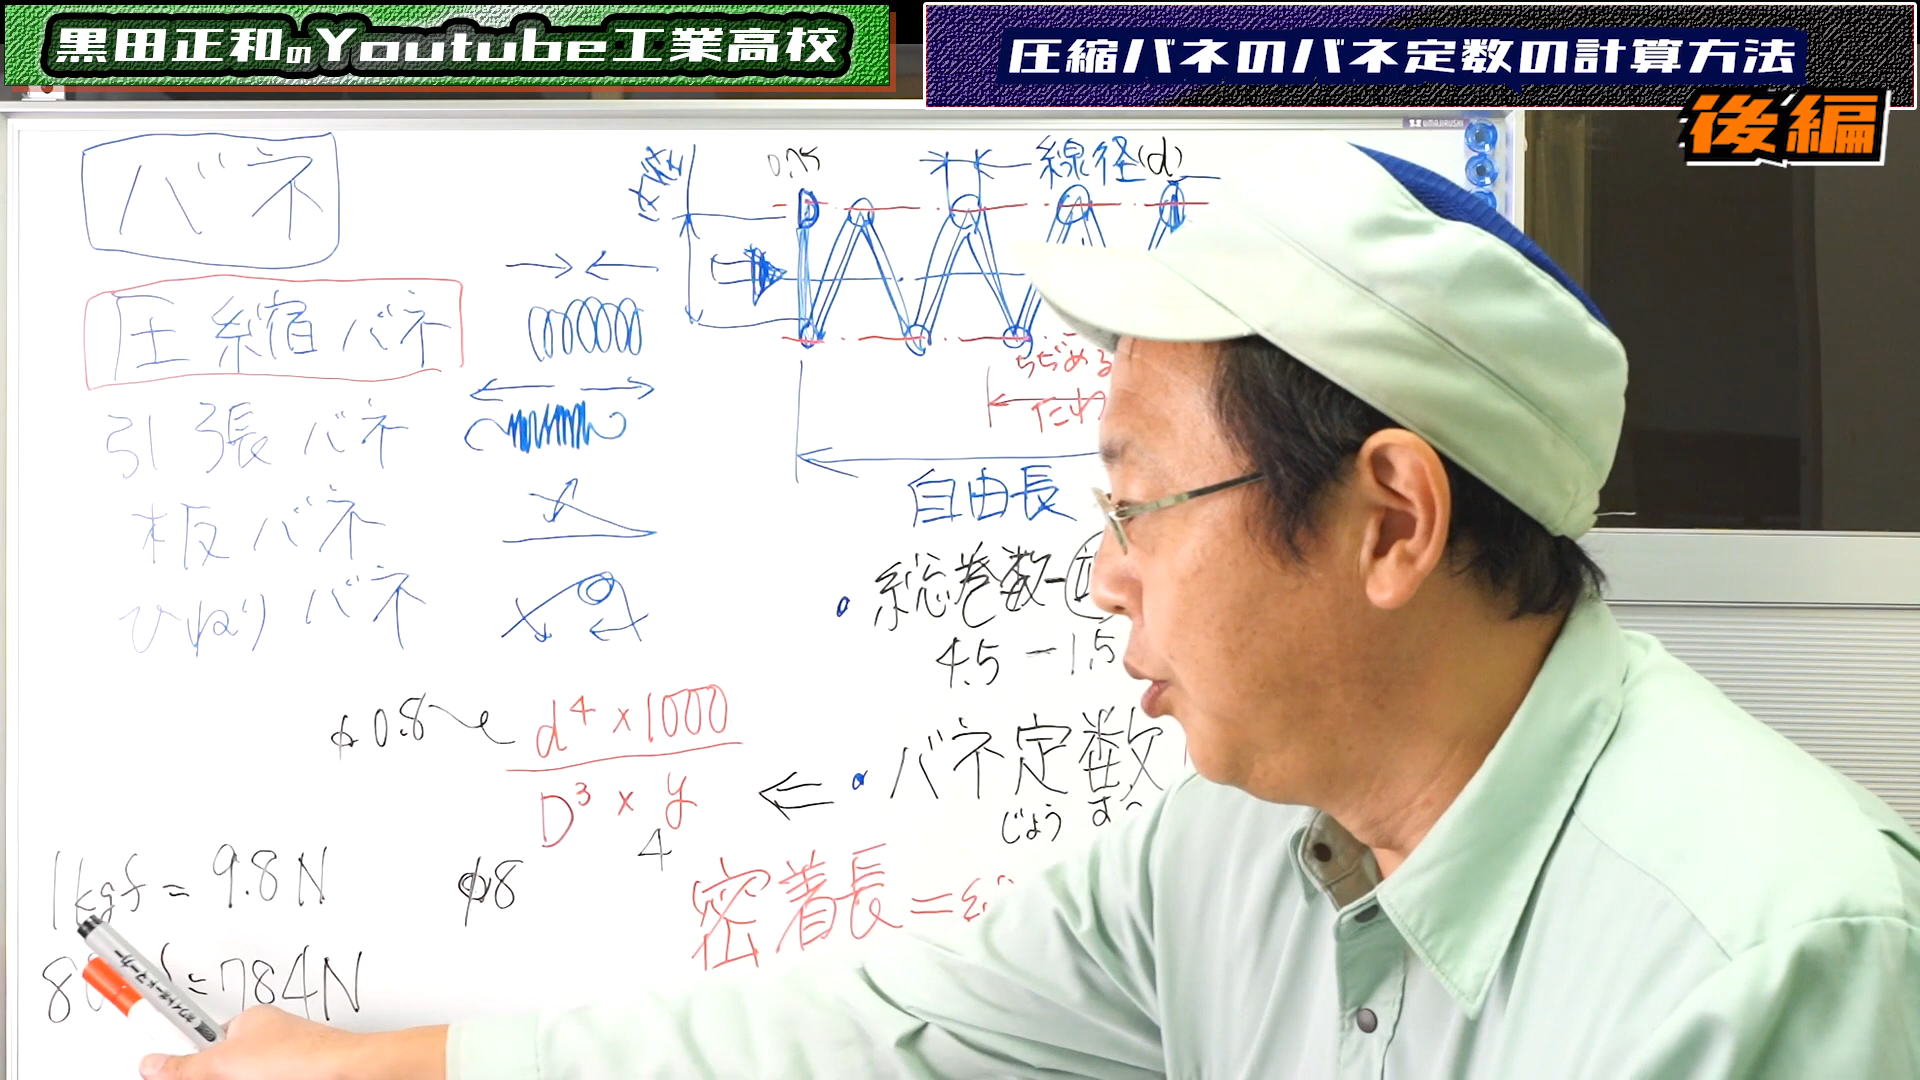 黒田正和のYoutube工業高校
圧縮バネのバネ定数の計算方法
後編
バネ
0.75
線径(d)
圧縮バネ
ちぢめる
たわ
引張バネ
自由長
板バネ
・総巻数-
4.5 - 1.5
ひねりバネ
φ0.8
d⁴×1000
D³×y
4
・バネ定数
じょうすう
1kgf=9.8N
φ8
密着長=
=784N